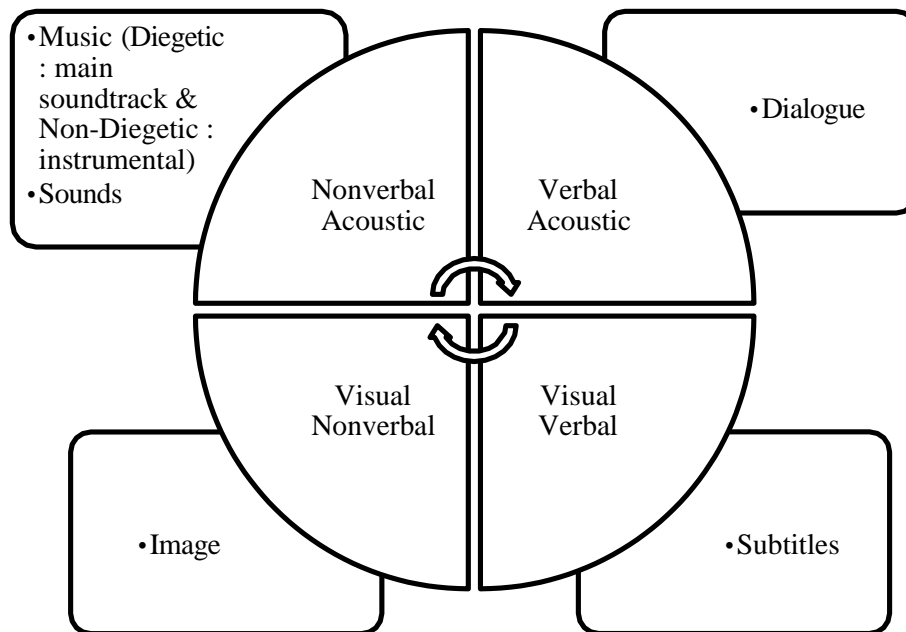 •Music (Diegetic
: main
soundtrack &
Non-Diegetic :
instrumental)
•Sounds
•Dialogue
Nonverbal
Acoustic
Verbal
Acoustic
Visual
Nonverbal
Visual
Verbal
•Image
•Subtitles